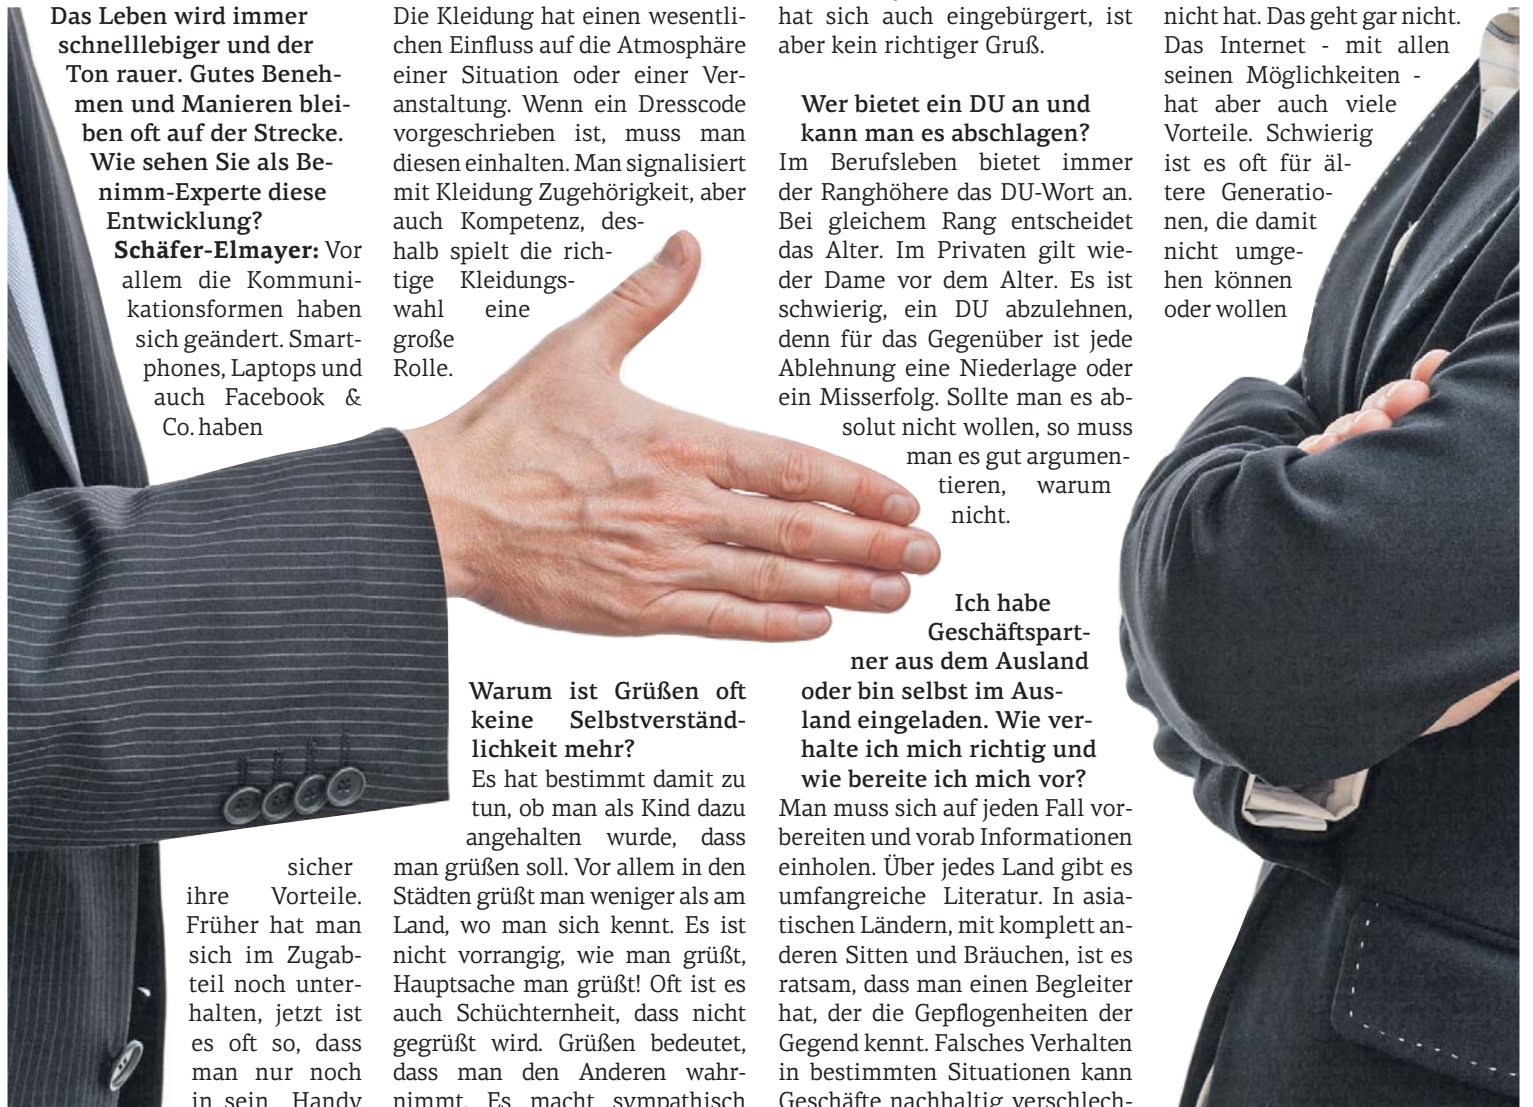 Das Leben wird immer
schnelllebiger und der
Ton rauer. Gutes Beneh-
men und Manieren blei-
ben oft auf der Strecke.
Wie sehen Sie als Be-
nimm-Experte diese
Entwicklung?
Schäfer-Elmayer: Vor
allem die Kommuni-
kationsformen haben
sich geändert. Smart-
phones, Laptops und
auch Facebook &
Co. haben
sicher
ihre Vorteile.
Früher hat man
sich im Zugab-
teil noch unter-
halten, jetzt ist
es oft so, dass
man nur noch
in sein Handy
Die Kleidung hat einen wesentli-
chen Einfluss auf die Atmosphäre
einer Situation oder einer Ver-
anstaltung. Wenn ein Dresscode
vorgeschrieben ist, muss man
diesen einhalten. Man signalisiert
mit Kleidung Zugehörigkeit, aber
auch Kompetenz, des-
halb spielt die rich-
tige Kleidungs-
wahl eine
große
Rolle.
Warum ist Grüßen oft
keine Selbstverständ-
lichkeit mehr?
Es hat bestimmt damit zu
tun, ob man als Kind dazu
angehalten wurde, dass
man grüßen soll. Vor allem in den
Städten grüßt man weniger als am
Land, wo man sich kennt. Es ist
nicht vorrangig, wie man grüßt,
Hauptsache man grüßt! Oft ist es
auch Schüchternheit, dass nicht
gegrüßt wird. Grüßen bedeutet,
dass man den Anderen wahr-
nimmt. Es macht sympathisch
hat sich auch eingebürgert, ist
aber kein richtiger Gruß.
Wer bietet ein DU an und
kann man es abschlagen?
Im Berufsleben bietet immer
der Ranghöhere das DU-Wort an.
Bei gleichem Rang entscheidet
das Alter. Im Privaten gilt wie-
der Dame vor dem Alter. Es ist
schwierig, ein DU abzulehnen,
denn für das Gegenüber ist jede
Ablehnung eine Niederlage oder
ein Misserfolg. Sollte man es ab-
solut nicht wollen, so muss
man es gut argumen-
tieren, warum
nicht.
Ich habe
Geschäftspart-
ner aus dem Ausland
oder bin selbst im Aus-
land eingeladen. Wie ver-
halte ich mich richtig und
wie bereite ich mich vor?
Man muss sich auf jeden Fall vor-
bereiten und vorab Informationen
einholen. Über jedes Land gibt es
umfangreiche Literatur. In asia-
tischen Ländern, mit komplett an-
deren Sitten und Bräuchen, ist es
ratsam, dass man einen Begleiter
hat, der die Gepflogenheiten der
Gegend kennt. Falsches Verhalten
in bestimmten Situationen kann
Geschäfte nachhaltig verschlech-
nicht hat. Das geht gar nicht.
Das Internet - mit allen
seinen Möglichkeiten -
hat aber auch viele
Vorteile. Schwierig
ist es oft für äl-
tere Generatio-
nen, die damit
nicht umge-
hen können
oder wollen